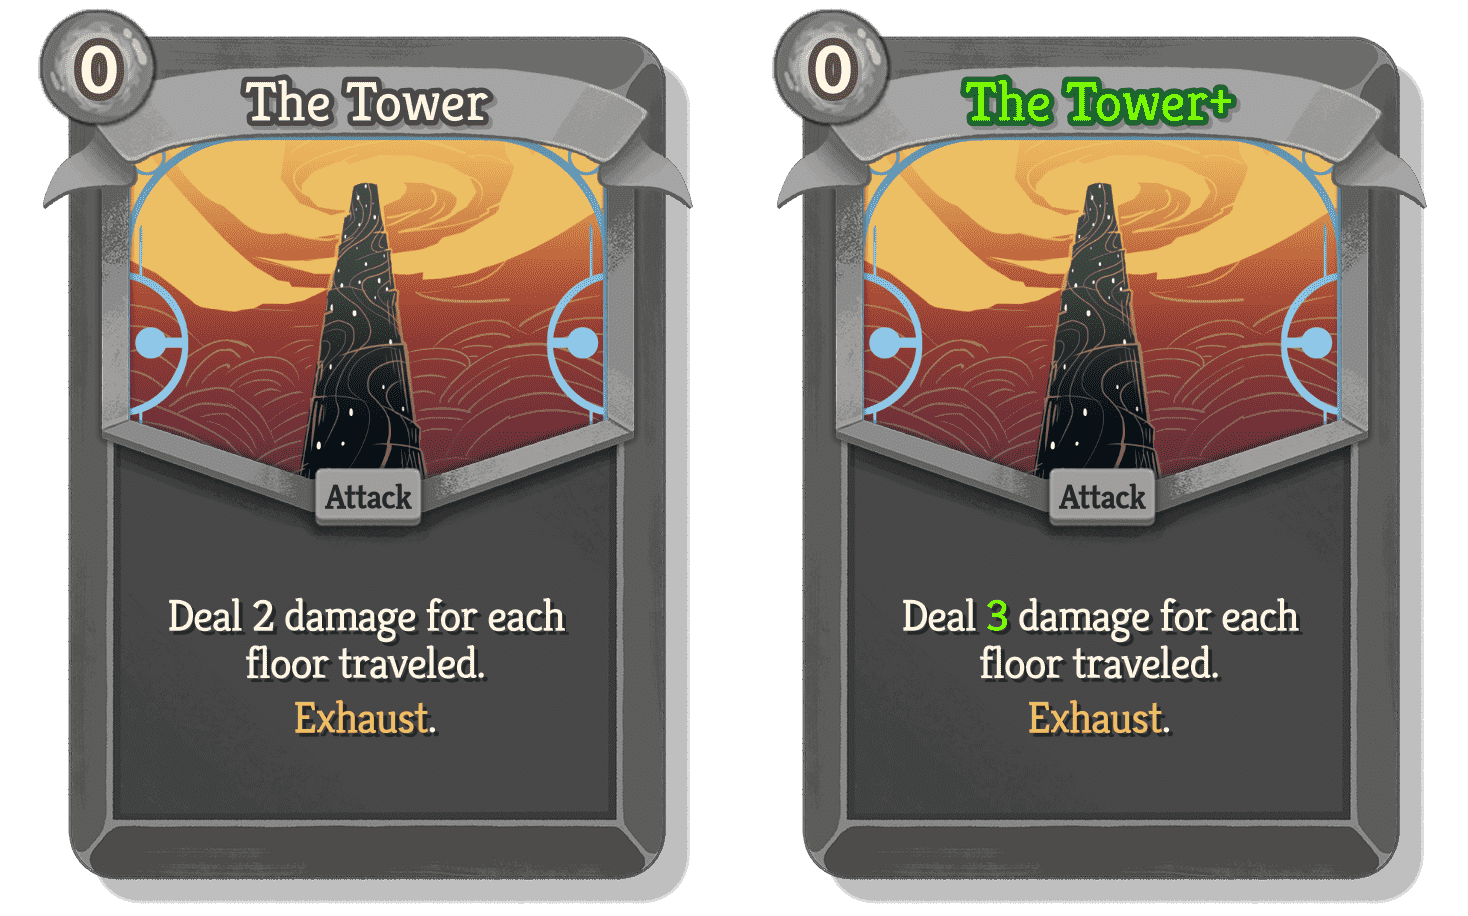 0
The Tower
Attack
Deal 2 damage for each
floor traveled.
Exhaust.
0
The Tower+
Attack
Deal 3 damage for each
floor traveled.
Exhaust.